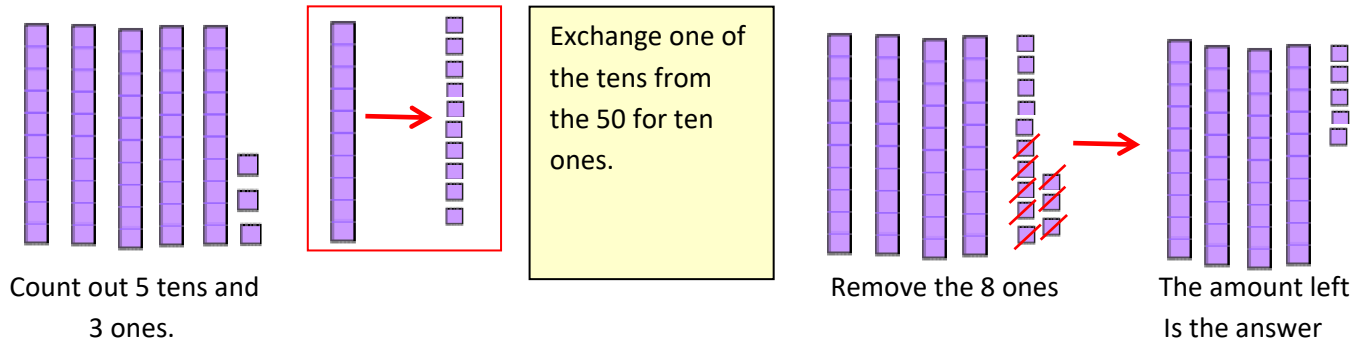 Count out 5 tens and
3 ones.
Exchange one of
the tens from
the 50 for ten
ones.
Remove the 8 ones
The amount left
Is the answer